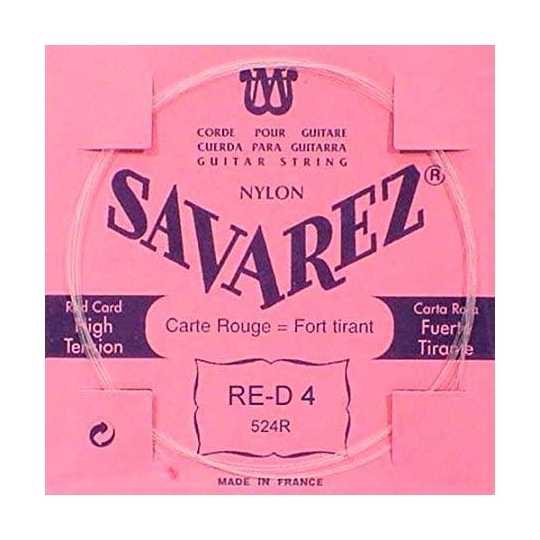 CORDE POUR GUITARE
CUERDA PARA GUITARRA
GUITAR STRING
NYLON
SAVAREZ®
Red Card
High
Tension
Carte Rouge = Fort tirant
Carta Roja
Fuerte
Tirante
RE-D 4
524R
MADE IN FRANCE